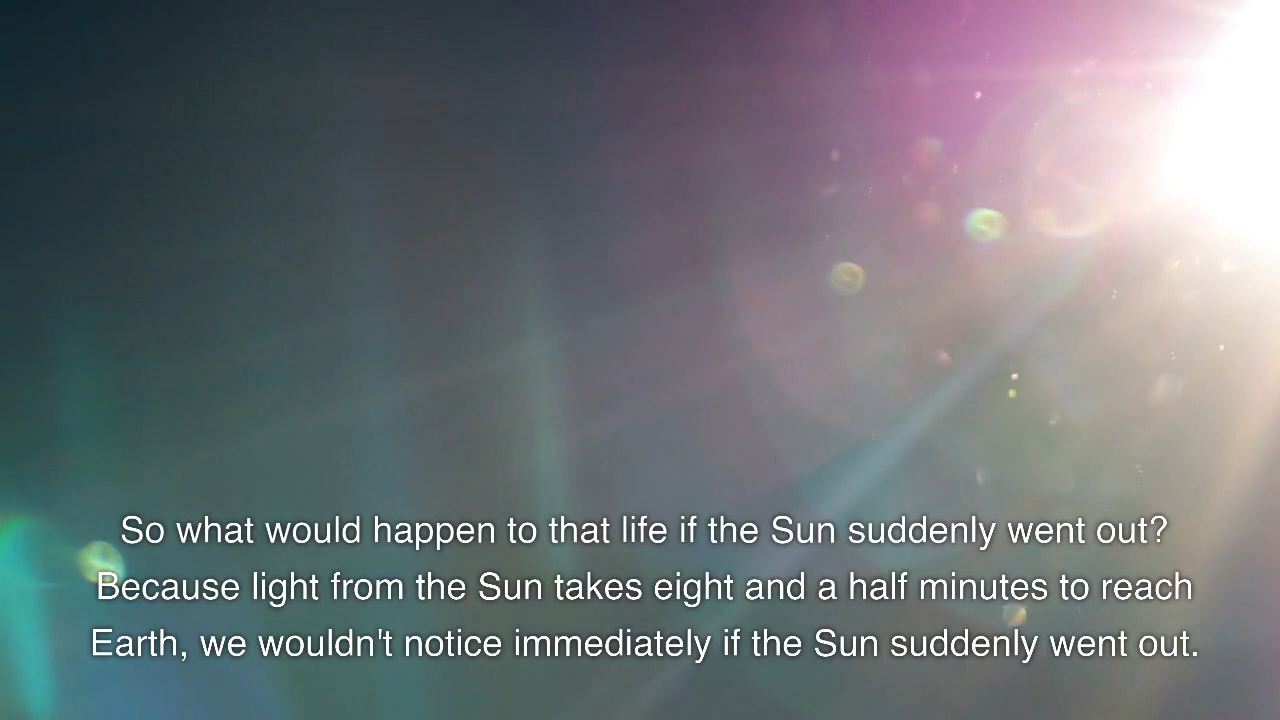 So what would happen to that life if the Sun suddenly went out?
Because light from the Sun takes eight and a half minutes to reach
Earth, we wouldn't notice immediately if the Sun suddenly went out.